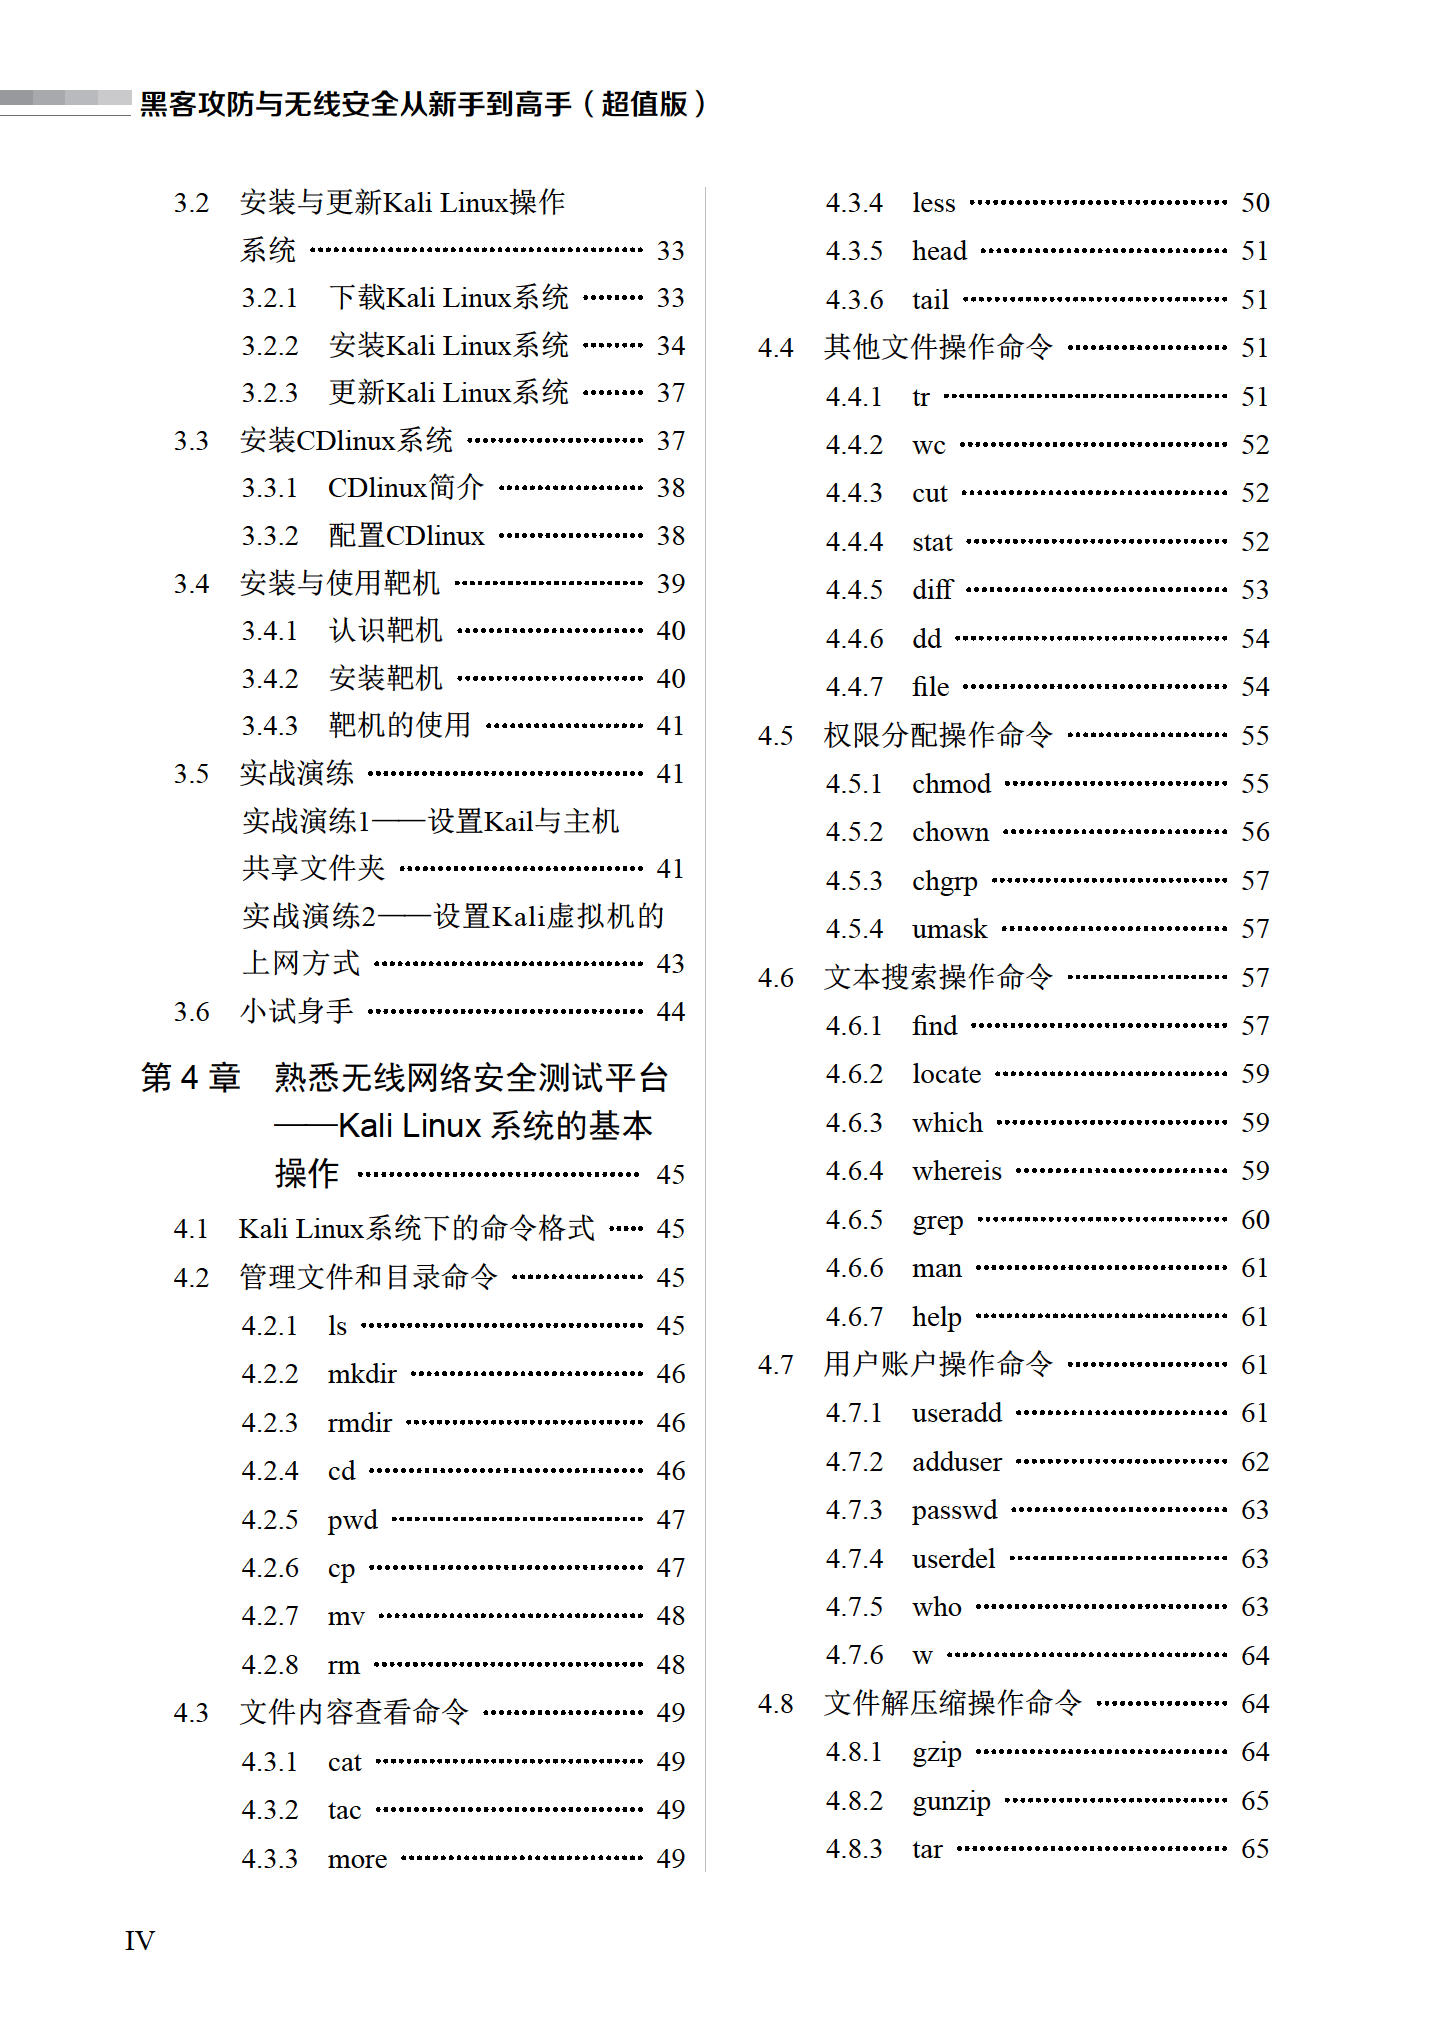 黑客攻防与无线安全从新手到高手（超值版）
3.2 安装与更新Kali Linux操作
系统 33
3.2.1 下载Kali Linux系统 33
3.2.2 安装Kali Linux系统 34
3.2.3 更新Kali Linux系统 37
3.3 安装CDlinux系统 37
3.3.1 CDlinux简介 38
3.3.2 配置CDlinux 38
3.4 安装与使用靶机 39
3.4.1 认识靶机 40
3.4.2 安装靶机 40
3.4.3 靶机的使用 41
3.5 实战演练 41
实战演练1——设置Kail与主机
共享文件夹 41
实战演练2——设置Kali虚拟机的
上网方式 43
3.6 小试身手 44
第 4 章 熟悉无线网络安全测试平台
——Kali Linux 系统的基本
操作 45
4.1 Kali Linux系统下的命令格式 45
4.2 管理文件和目录命令 45
4.2.1 ls 45
4.2.2 mkdir 46
4.2.3 rmdir 46
4.2.4 cd 46
4.2.5 pwd 47
4.2.6 cp 47
4.2.7 mv 48
4.2.8 rm 48
4.3 文件内容查看命令 49
4.3.1 cat 49
4.3.2 tac 49
4.3.3 more 49
4.3.4 less 50
4.3.5 head 51
4.3.6 tail 51
4.4 其他文件操作命令 51
4.4.1 tr 51
4.4.2 wc 52
4.4.3 cut 52
4.4.4 stat 52
4.4.5 diff 53
4.4.6 dd 54
4.4.7 file 54
4.5 权限分配操作命令 55
4.5.1 chmod 55
4.5.2 chown 56
4.5.3 chgrp 57
4.5.4 umask 57
4.6 文本搜索操作命令 57
4.6.1 find 57
4.6.2 locate 59
4.6.3 which 59
4.6.4 whereis 59
4.6.5 grep 60
4.6.6 man 61
4.6.7 help 61
4.7 用户账户操作命令 61
4.7.1 useradd 61
4.7.2 adduser 62
4.7.3 passwd 63
4.7.4 userdel 63
4.7.5 who 63
4.7.6 w 64
4.8 文件解压缩操作命令 64
4.8.1 gzip 64
4.8.2 gunzip 65
4.8.3 tar 65
IV